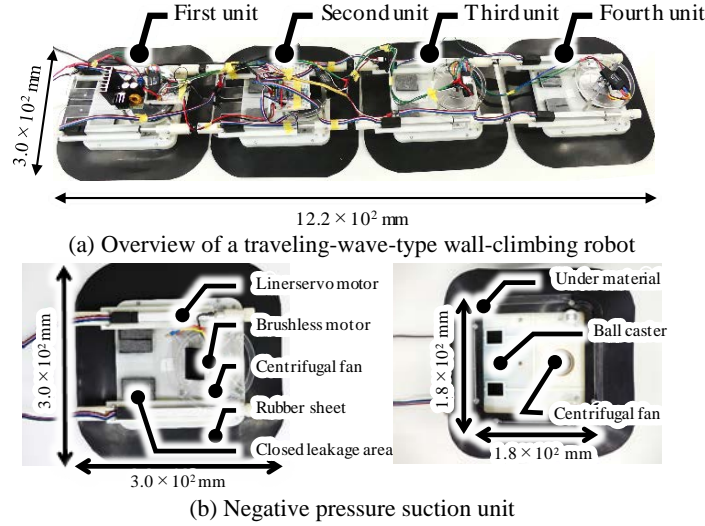 First unit
Second unit
Third unit
Fourth unit
3.0 × 10² mm
12.2 × 10² mm
(a) Overview of a traveling-wave-type wall-climbing robot
Linerservo motor
Brushless motor
Centrifugal fan
Rubber sheet
Closed leakage area
3.0 × 10² mm
3.0 × 10² mm
Under material
Ball caster
Centrifugal fan
1.8 × 10² mm
1.8 × 10² mm
(b) Negative pressure suction unit